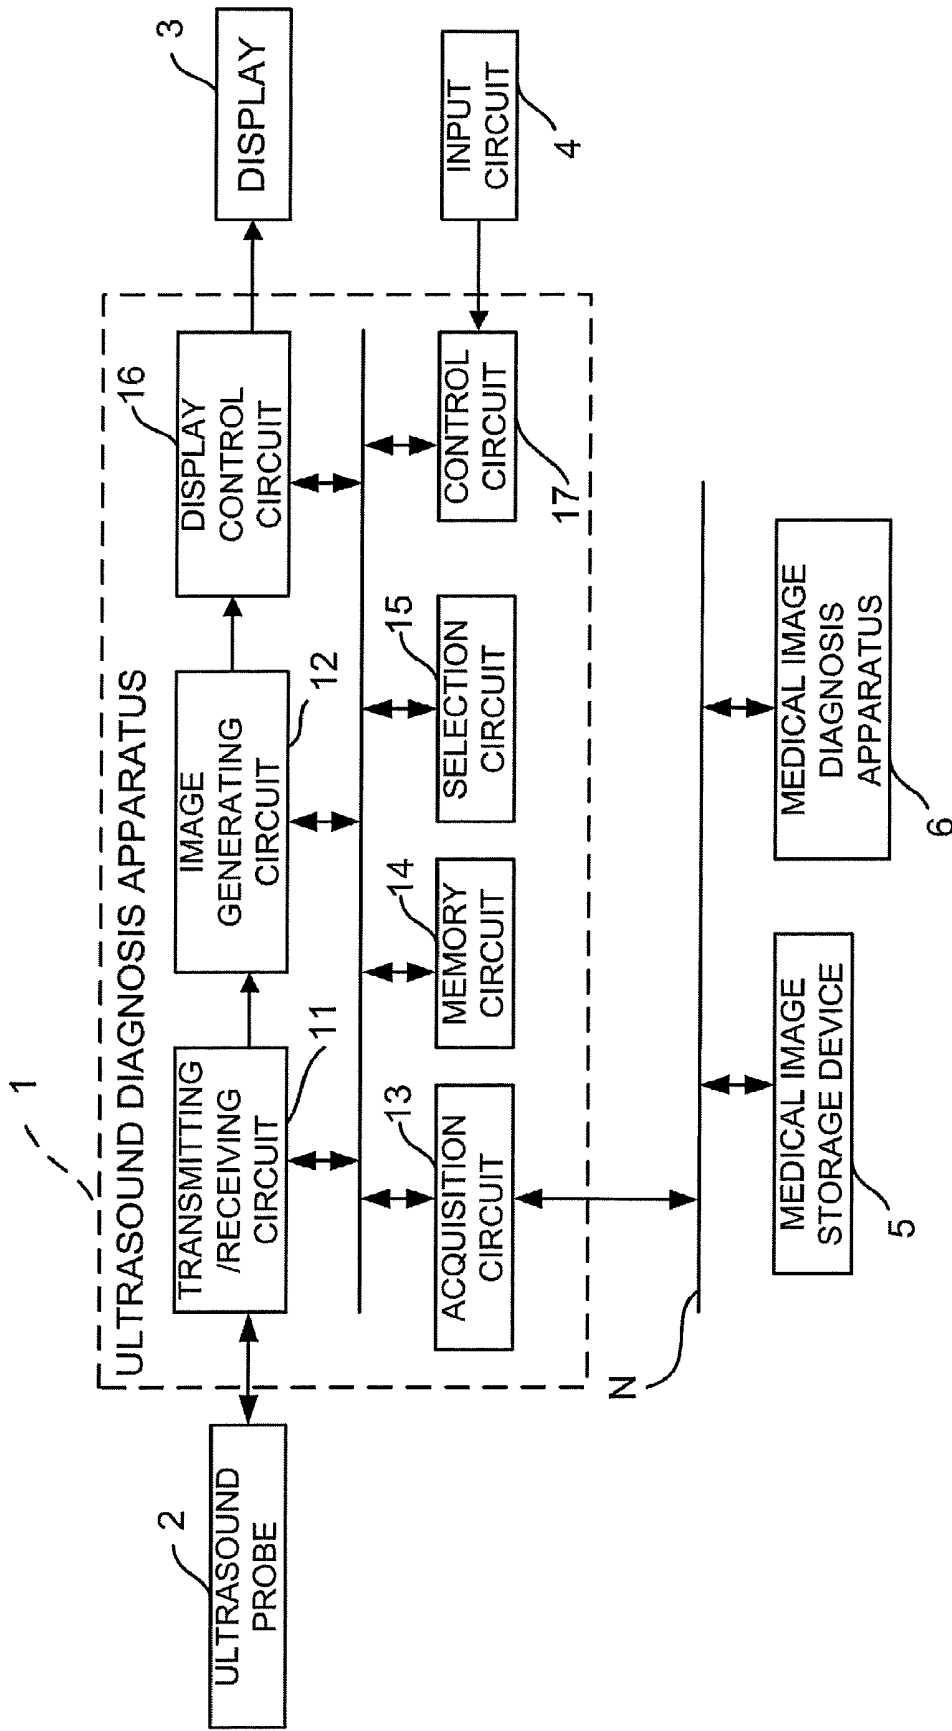 1
ULTRASOUND DIAGNOSIS APPARATUS
2
ULTRASOUND
PROBE
TRANSMITTING
/RECEIVING
CIRCUIT
11
IMAGE
GENERATING
CIRCUIT
12
16
DISPLAY
CONTROL
CIRCUIT
3
DISPLAY
13
ACQUISITION
CIRCUIT
14
MEMORY
CIRCUIT
15
SELECTION
CIRCUIT
CONTROL
CIRCUIT
17
INPUT
CIRCUIT
4
N
MEDICAL IMAGE
STORAGE DEVICE
5
MEDICAL IMAGE
DIAGNOSIS
APPARATUS
6